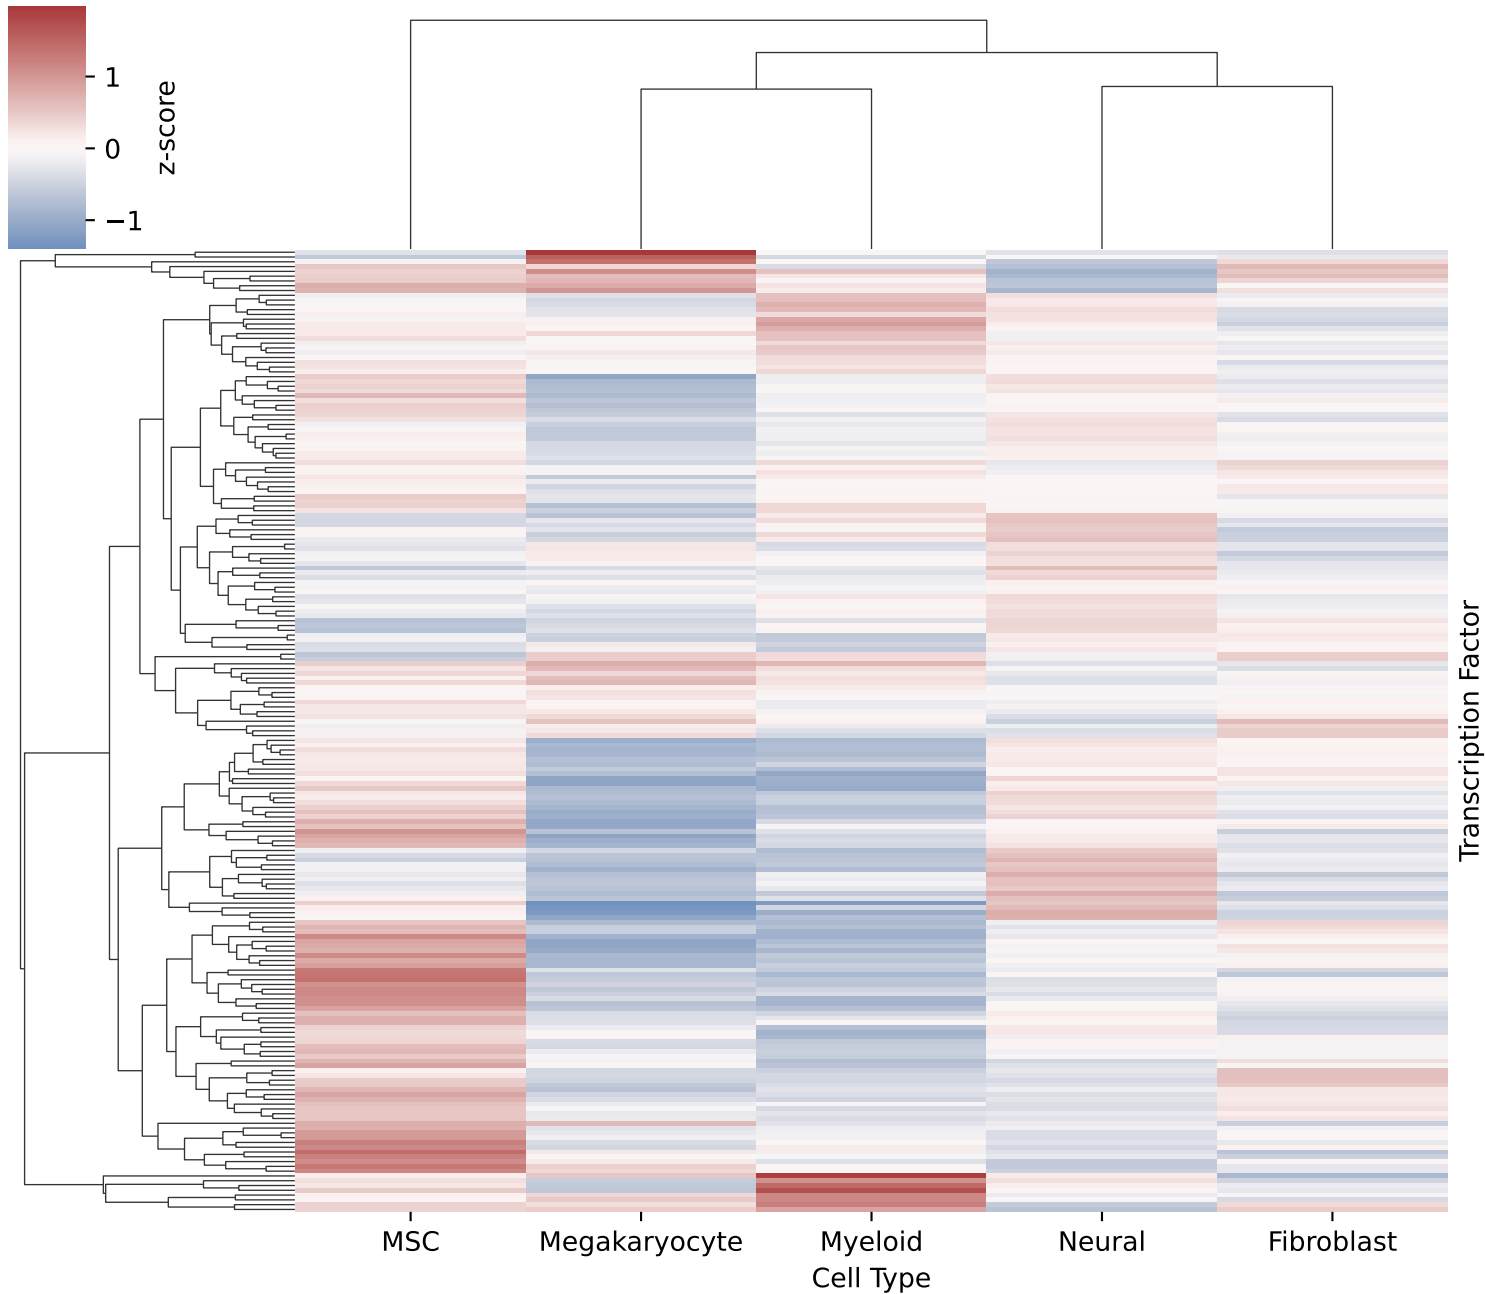 1
0
−1
z-score
Transcription Factor
MSC
Megakaryocyte
Myeloid
Neural
Fibroblast
Cell Type